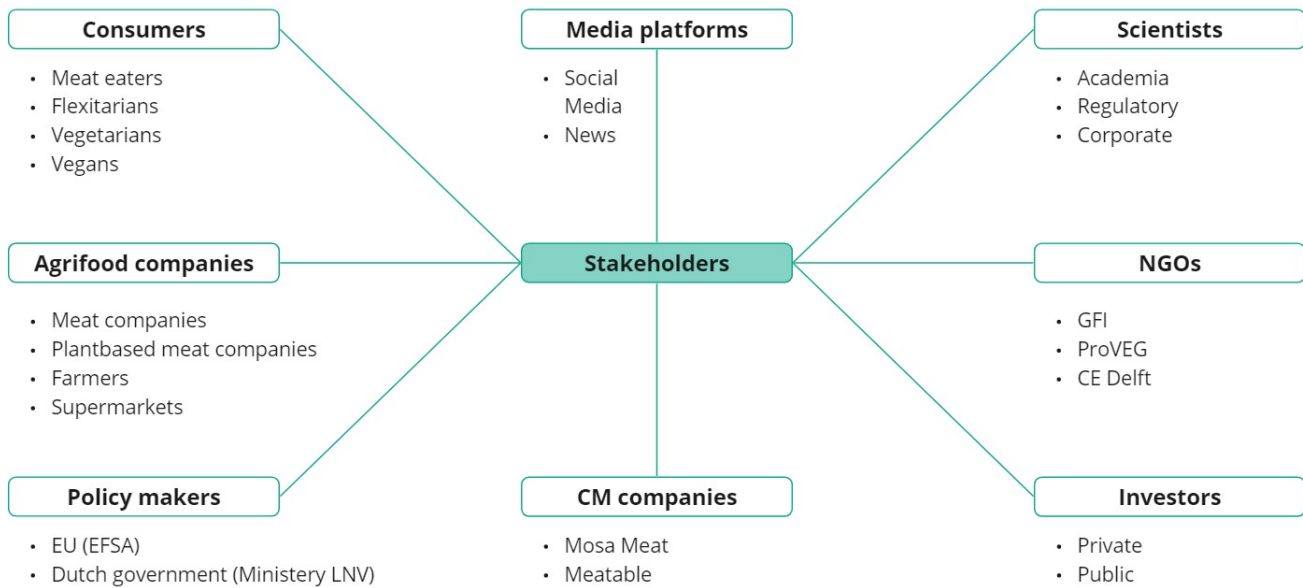 Consumers
• Meat eaters
• Flexitarians
• Vegetarians
• Vegans
Media platforms
• Social
Media
• News
Scientists
• Academia
• Regulatory
• Corporate
Agrifood companies
• Meat companies
• Plantbased meat companies
• Farmers
• Supermarkets
Stakeholders
NGOs
• GFI
• ProVEG
• CE Delft
Policy makers
• EU (EFSA)
• Dutch government (Ministery LNV)
CM companies
• Mosa Meat
• Meatable
Investors
• Private
• Public